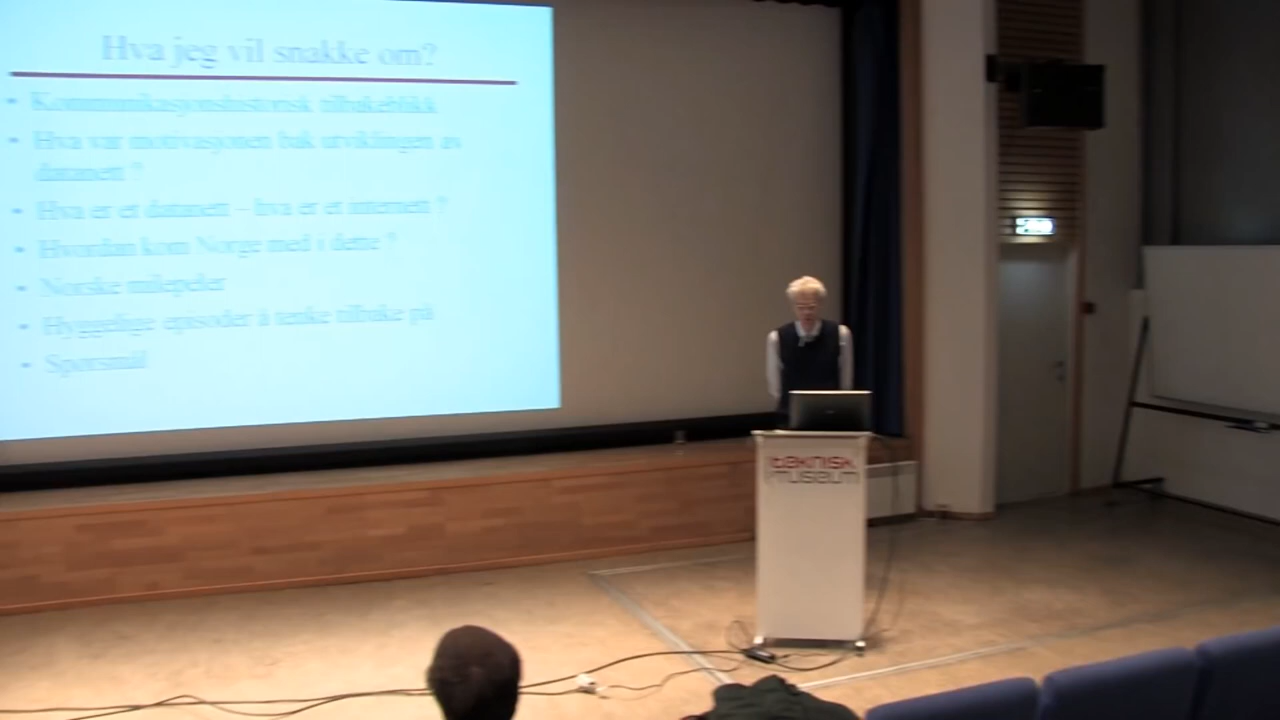 Hva jeg vil snakke om?
• Kommunikasjonshistorisk tilbakeblikk
• Hva var motivasjonen bak utviklingen av
datanett ?
• Hva er et datanett – hva er et internett ?
• Hvordan kom Norge med i dette ?
• Norske milepeler
• Hyggelige episoder å tenke tilbake på
• Spørsmål
teknisk
museum